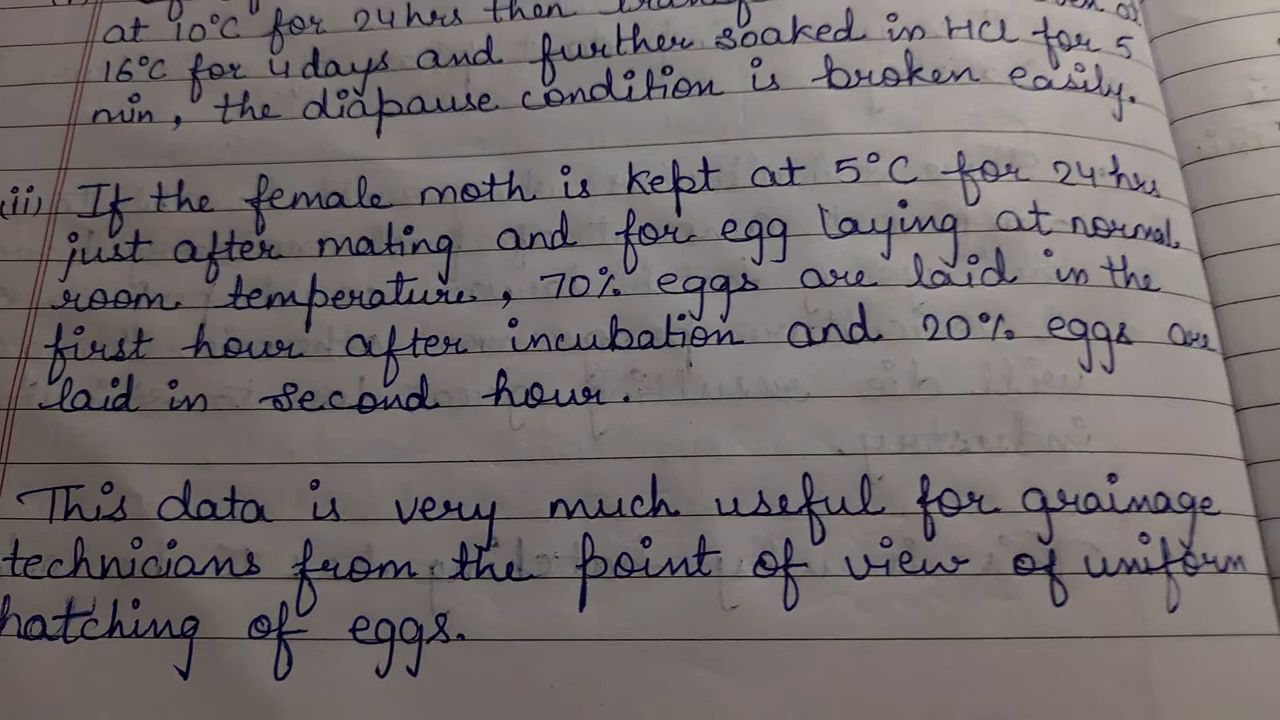 at 10°C for 24hrs then
16°C for 4 days and further soaked in HCl for 5
min, the diapause condition is broken easily.
(ii) If the female moth is kept at 5°C for 24 hrs
just after mating and for egg laying at normal
room temperature, 70% eggs are laid in the
first hour after incubation and 20% eggs are
laid in second hour.
This data is very much useful for grainage
technicians from the point of view of uniform
hatching of eggs.